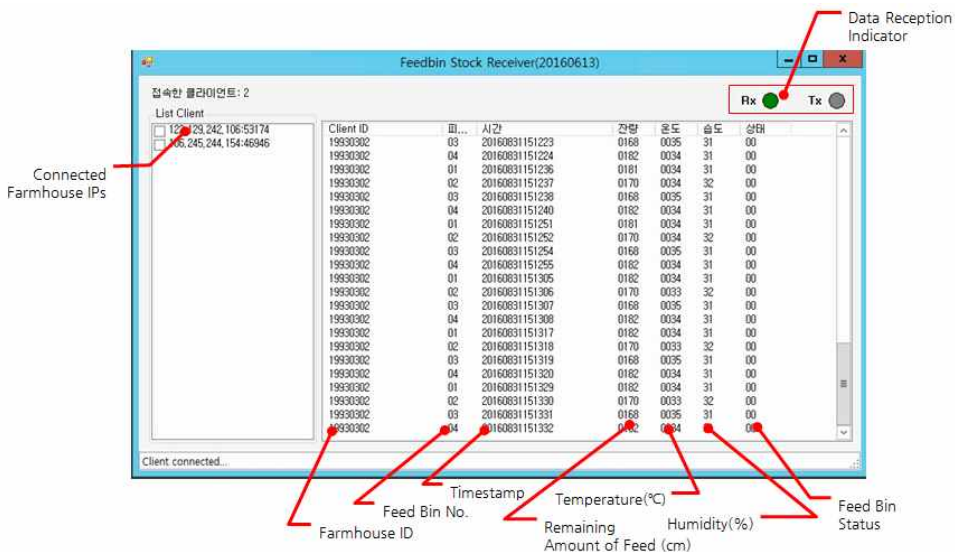 Data Reception
Indicator
Feedbin Stock Receiver(20160613)
접속한 클라이언트: 2
Rx Tx
List Client
123,129,242,106:53174
106,245,244,154:46946
Connected
Farmhouse IPs
Client ID 피... 시간 잔량 온도 습도 상태
19930302 03 20160831151223 0168 0035 31 00
19930302 04 20160831151224 0182 0034 31 00
19930302 01 20160831151236 0181 0034 31 00
19930302 02 20160831151237 0170 0034 32 00
19930302 03 20160831151238 0168 0035 31 00
19930302 04 20160831151240 0182 0034 31 00
19930302 01 20160831151251 0181 0034 31 00
19930302 02 20160831151252 0170 0034 32 00
19930302 03 20160831151254 0168 0035 31 00
19930302 04 20160831151255 0182 0034 31 00
19930302 01 20160831151305 0182 0034 31 00
19930302 02 20160831151306 0170 0033 32 00
19930302 03 20160831151307 0168 0035 31 00
19930302 04 20160831151308 0182 0034 31 00
19930302 01 20160831151317 0182 0034 31 00
19930302 02 20160831151318 0170 0033 32 00
19930302 03 20160831151319 0168 0035 31 00
19930302 04 20160831151320 0182 0034 31 00
19930302 01 20160831151329 0182 0034 31 00
19930302 02 20160831151330 0170 0033 32 00
19930302 03 20160831151331 0168 0035 31 00
19930302 04 20160831151332
Client connected...
Timestamp
Feed Bin No.
Farmhouse ID
Temperature(℃)
Remaining
Amount of Feed (cm)
Humidity(%)
Feed Bin
Status